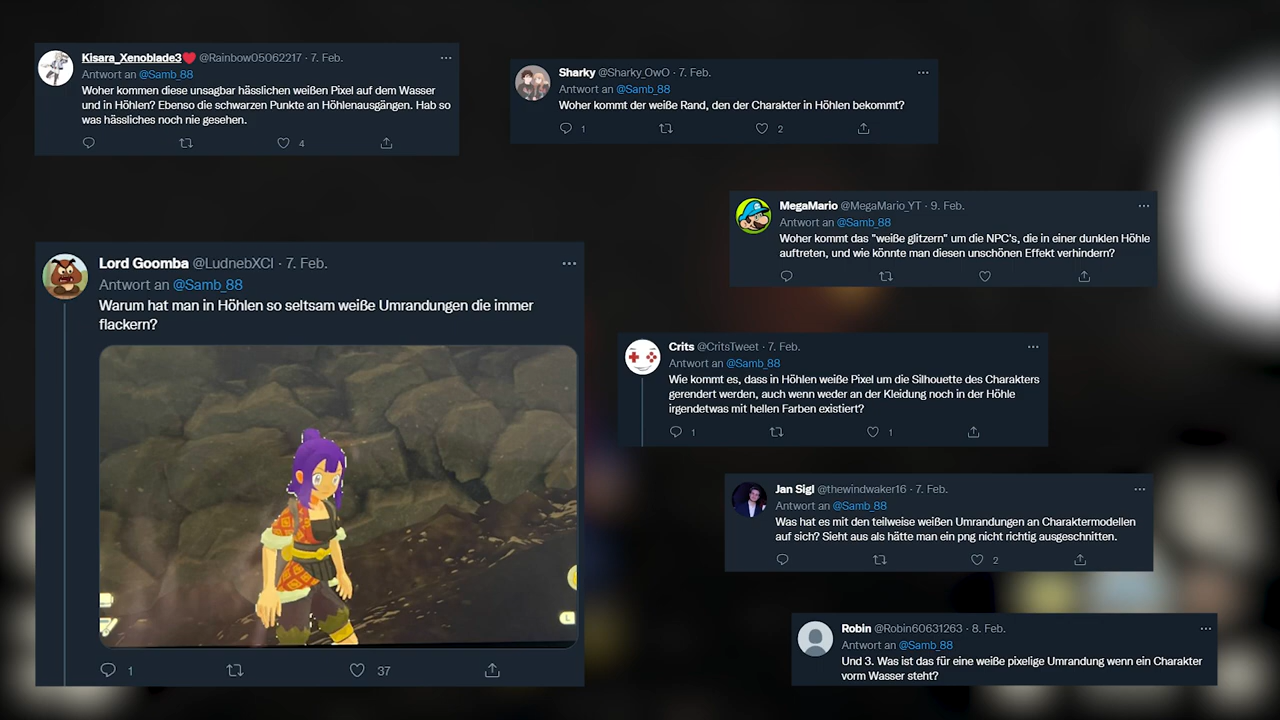 Kisara_Xenoblade3❤️ @Rainbow05062217 · 7. Feb.
Antwort an @Samb_88
Woher kommen diese unsagbar hässlichen weißen Pixel auf dem Wasser
und in Höhlen? Ebenso die schwarzen Punkte an Höhlenausgängen. Hab so
was hässliches noch nie gesehen.
4
Sharky @Sharky_OwO · 7. Feb.
Antwort an @Samb_88
Woher kommt der weiße Rand, den der Charakter in Höhlen bekommt?
1 2
MegaMario @MegaMario_YT · 9. Feb.
Antwort an @Samb_88
Woher kommt das "weiße glitzern" um die NPC's, die in einer dunklen Höhle
auftreten, und wie könnte man diesen unschönen Effekt verhindern?
Lord Goomba @LudnebXCI · 7. Feb.
Antwort an @Samb_88
Warum hat man in Höhlen so seltsam weiße Umrandungen die immer
flackern?
L
1 37
Crits @CritsTweet · 7. Feb.
Antwort an @Samb_88
Wie kommt es, dass in Höhlen weiße Pixel um die Silhouette des Charakters
gerendert werden, auch wenn weder an der Kleidung noch in der Höhle
irgendetwas mit hellen Farben existiert?
1 1
Jan Sigl @thewindwaker16 · 7. Feb.
Antwort an @Samb_88
Was hat es mit den teilweise weißen Umrandungen an Charaktermodellen
auf sich? Sieht aus als hätte man ein png nicht richtig ausgeschnitten.
2
Robin @Robin60631263 · 8. Feb.
Antwort an @Samb_88
Und 3. Was ist das für eine weiße pixelige Umrandung wenn ein Charakter
vorm Wasser steht?